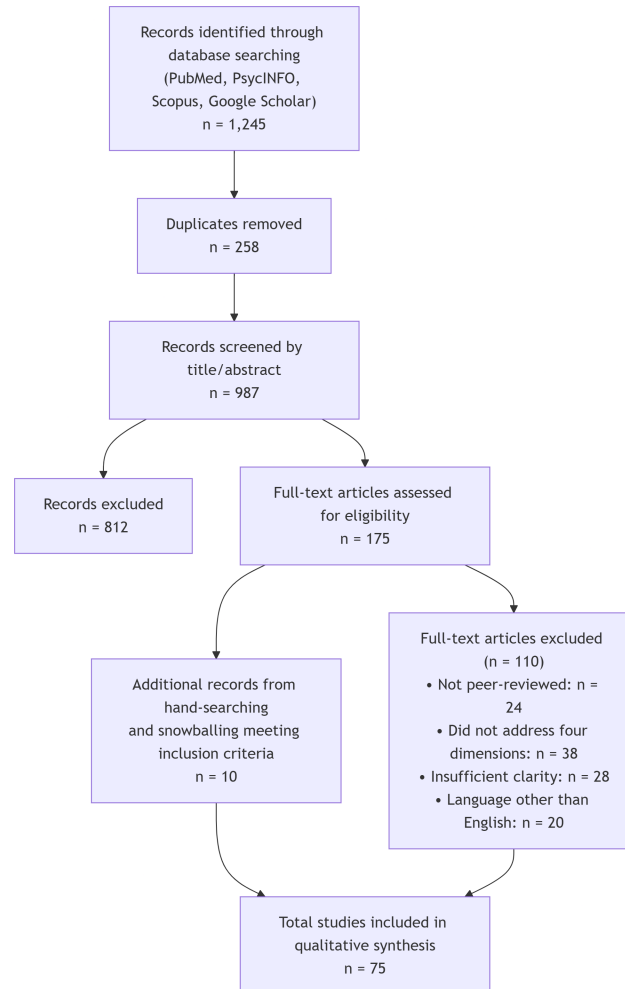 Records identified through
database searching
(PubMed, PsycINFO,
Scopus, Google Scholar)
n = 1,245
Duplicates removed
n = 258
Records screened by
title/abstract
n = 987
Records excluded
n = 812
Full-text articles assessed
for eligibility
n = 175
Additional records from
hand-searching
and snowballing meeting
inclusion criteria
n = 10
Full-text articles excluded
(n = 110)
• Not peer-reviewed: n =
24
• Did not address four
dimensions: n = 38
• Insufficient clarity: n = 28
• Language other than
English: n = 20
Total studies included in
qualitative synthesis
n = 75